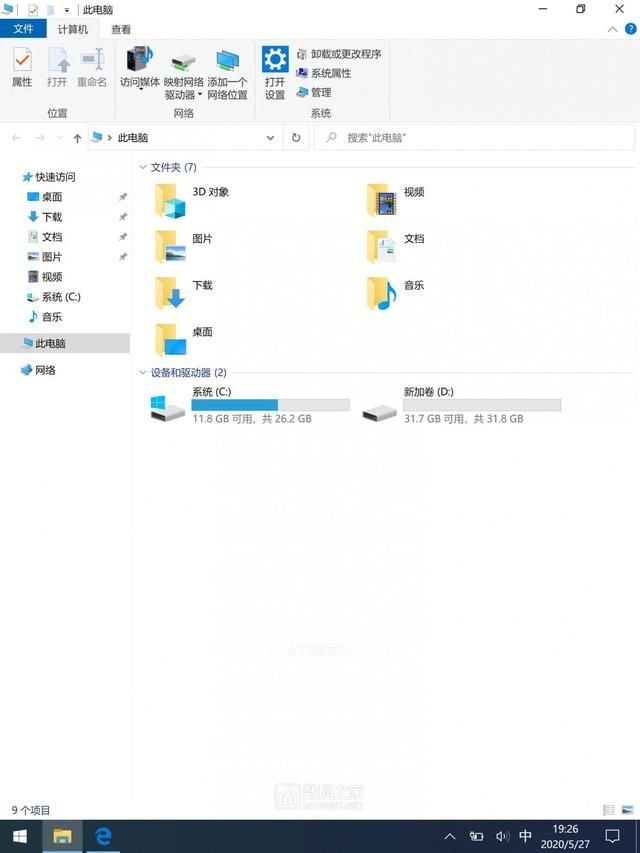 此电脑
文件 计算机 查看
属性 打开 重命名 访问媒体 映射网络驱动器 添加一个网络位置 打开设置 卸载或更改程序
系统属性
管理
位置 网络 系统
此电脑 搜索"此电脑"
快速访问
桌面
下载
文档
图片
视频
系统 (C:)
音乐
此电脑
网络
文件夹 (7)
3D 对象 视频
图片 文档
下载 音乐
桌面
设备和驱动器 (2)
系统 (C:)
11.8 GB 可用，共 26.2 GB
新加卷 (D:)
31.7 GB 可用，共 31.8 GB
数码之家
MYDIGIT.NET
9 个项目
中 19:26
2020/5/27